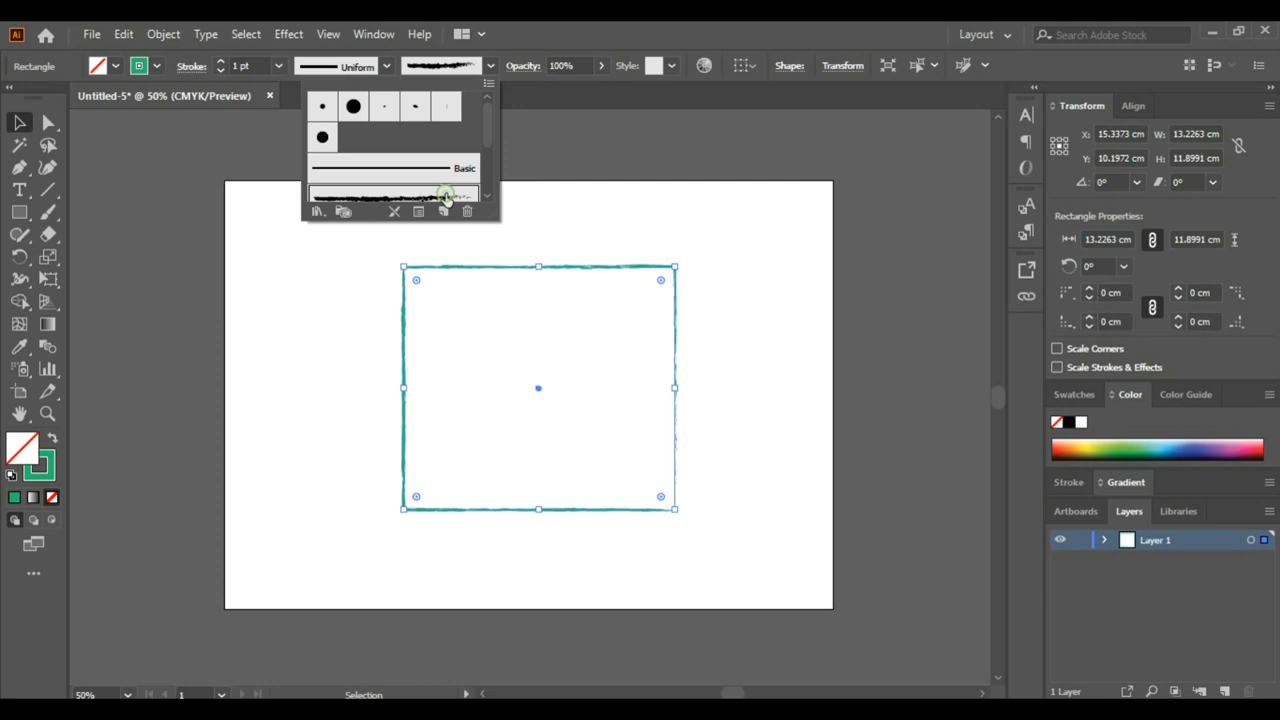 Ai File Edit Object Type Select Effect View Window Help Layout Search Adobe Stock
Rectangle Stroke: 1 pt Uniform Opacity: 100% Style: Shape: Transform
Untitled-5* @ 50% (CMYK/Preview) ×
Basic
Transform Align
X: 15.3373 cm W: 13.2263 cm
Y: 10.1972 cm H: 11.8991 cm
0° 0°
Rectangle Properties:
13.2263 cm 11.8991 cm
0°
0 cm 0 cm
0 cm 0 cm
Scale Corners
Scale Strokes & Effects
Swatches Color Color Guide
Stroke Gradient
Artboards Layers Libraries
Layer 1
1 Layer
50% 1 Selection